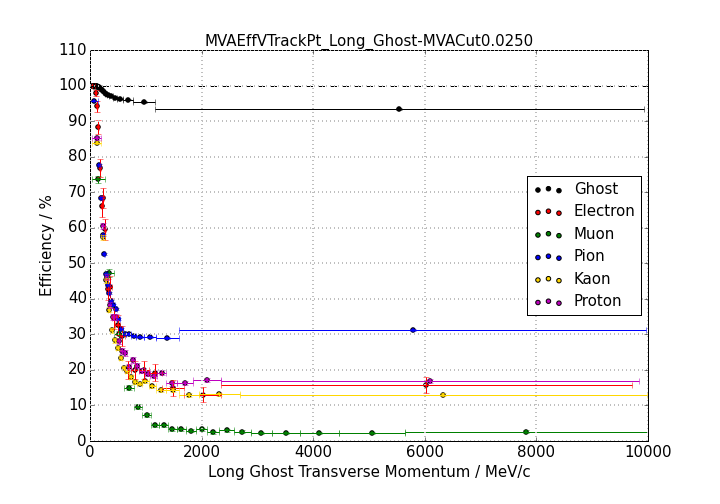 MVAEffVTrackPt_Long_Ghost-MVACut0.0250
110
100
90
80
70
60
50
40
30
20
10
0
Efficiency / %
Ghost
Electron
Muon
Pion
Kaon
Proton
0 2000 4000 6000 8000 10000
Long Ghost Transverse Momentum / MeV/c